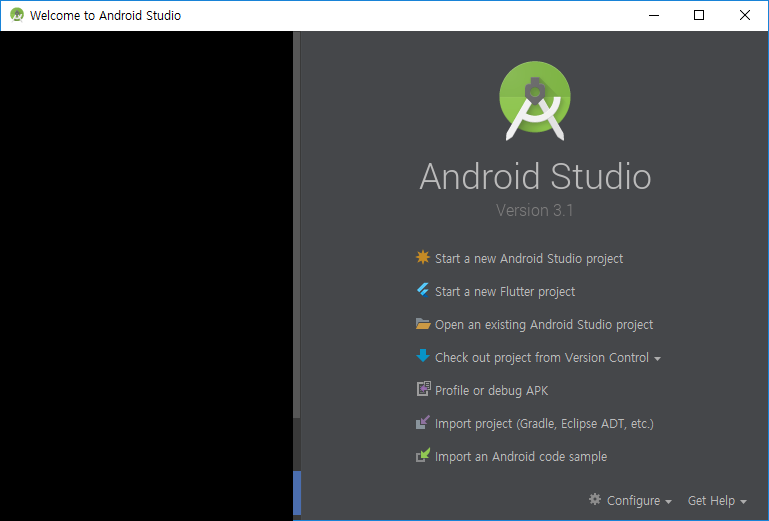 Welcome to Android Studio
Android Studio
Version 3.1
Start a new Android Studio project
Start a new Flutter project
Open an existing Android Studio project
Check out project from Version Control
Profile or debug APK
Import project (Gradle, Eclipse ADT, etc.)
Import an Android code sample
Configure Get Help